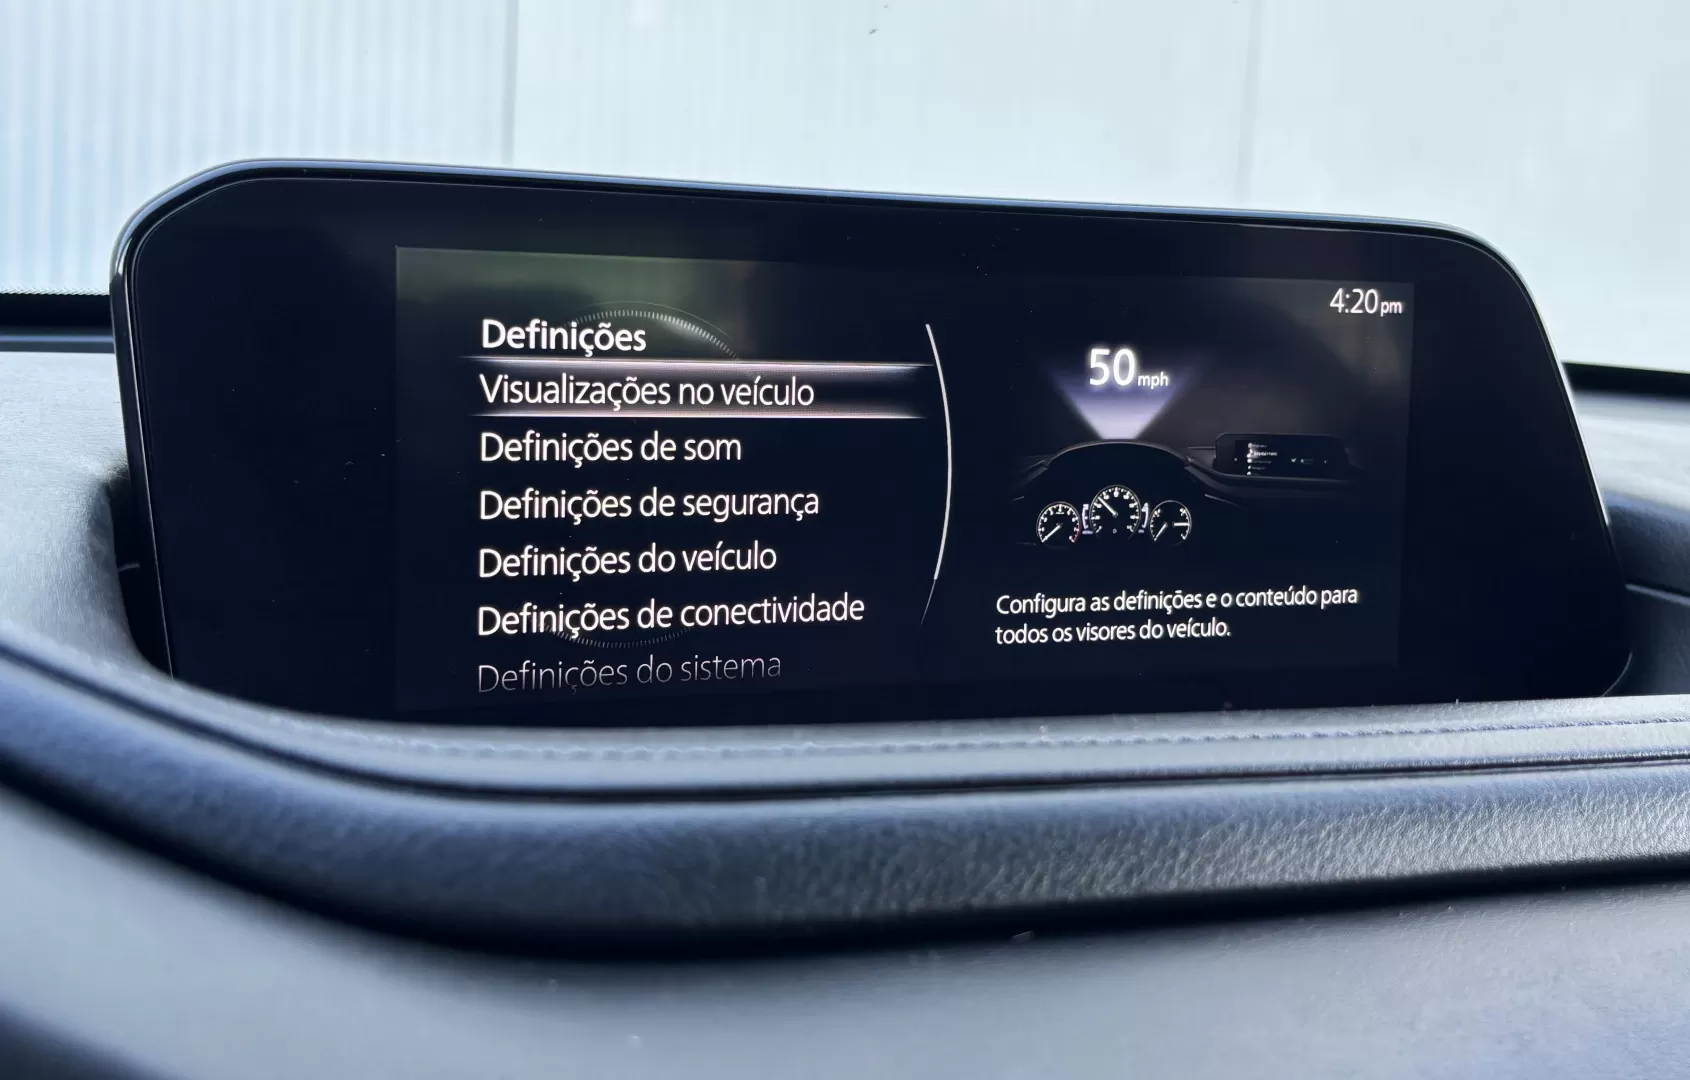 4:20pm
Definições
Visualizações no veículo
Definições de som
Definições de segurança
Definições do veículo
Definições de conectividade
Definições do sistema
50mph
Configura as definições e o conteúdo para
todos os visores do veículo.